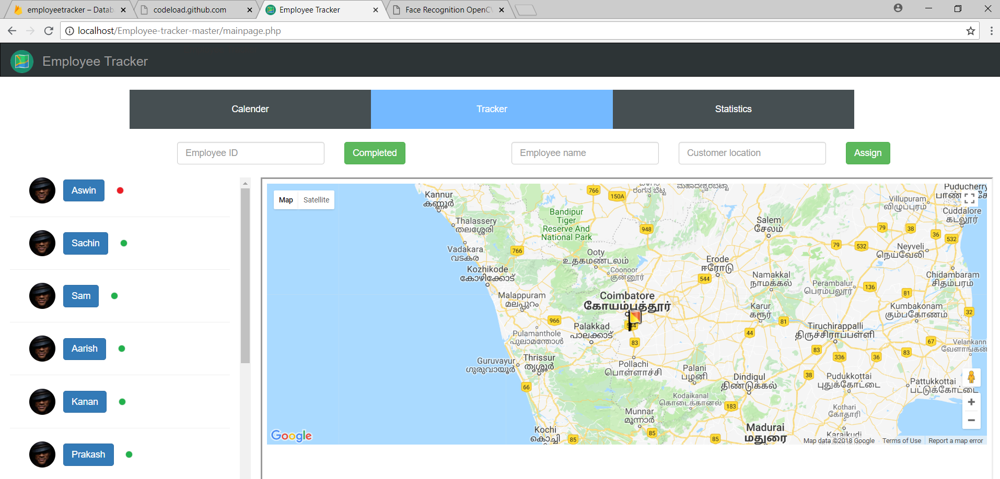 employeetracker – Datab
codeload.github.com
Employee Tracker
Face Recognition OpenC
localhost/Employee-tracker-master/mainpage.php
Employee Tracker
Calender
Tracker
Statistics
Employee ID
Completed
Employee name
Customer location
Assign
Aswin
Sachin
Sam
Aarish
Kanan
Prakash
Map
Satellite
Kannur
കണ്ണൂർ
Thalassery
തലശ്ശേരി
Vadakara
വടകര
Kozhikode
കോഴിക്കോട്
Malappuram
മലപ്പുറം
Pulamanthole
പുലാമന്തോൾ
Guruvayur
ഗുരുവായൂർ
Thrissur
തൃശ്ശൂർ
Kochi
കൊച്ചി
Bandipur
Tiger
Reserve And
National Park
Ooty
உதகமண்டலம்
Coonoor
குன்னூர்
Coimbatore
கோயம்புத்தூர்
Palakkad
പാലക്കാട്
Pollachi
பொள்ளாச்சி
Munnar
മൂന്നാർ
Salem
சேலம்
Erode
ஈரோடு
Namakkal
நாமக்கல்
Karur
கரூர்
Palani
பழனி
Dindigul
திண்டுக்கல்
Kodaikanal
கொடைக்கானல்
Madurai
மதுரை
Puducherry
Villupuram
விழுப்புரம்
Cuddalore
கடலூர்
Neyveli
நெய்வேலி
Chidambaram
சிதம்பரம்
Perambalur
பெரம்பலூர்
Kumbakonam
கும்பகோணம்
Tiruchirappalli
திருச்சிராப்பள்ளி
Velankann
வேளாங்கண்
Pudukkottai
புதுக்கோட்டை
Pattukkottai
பட்டுக்கோட்டை
Kothari
கோதாரி
Karaikudi
766
150A
948
766
544
966
544
83
66
85
85
85
183
38
44
81
83
336
36
83
67
32
81
136
79
532
79
38
36
532
Google
Map data ©2018 Google
Terms of Use
Report a map error